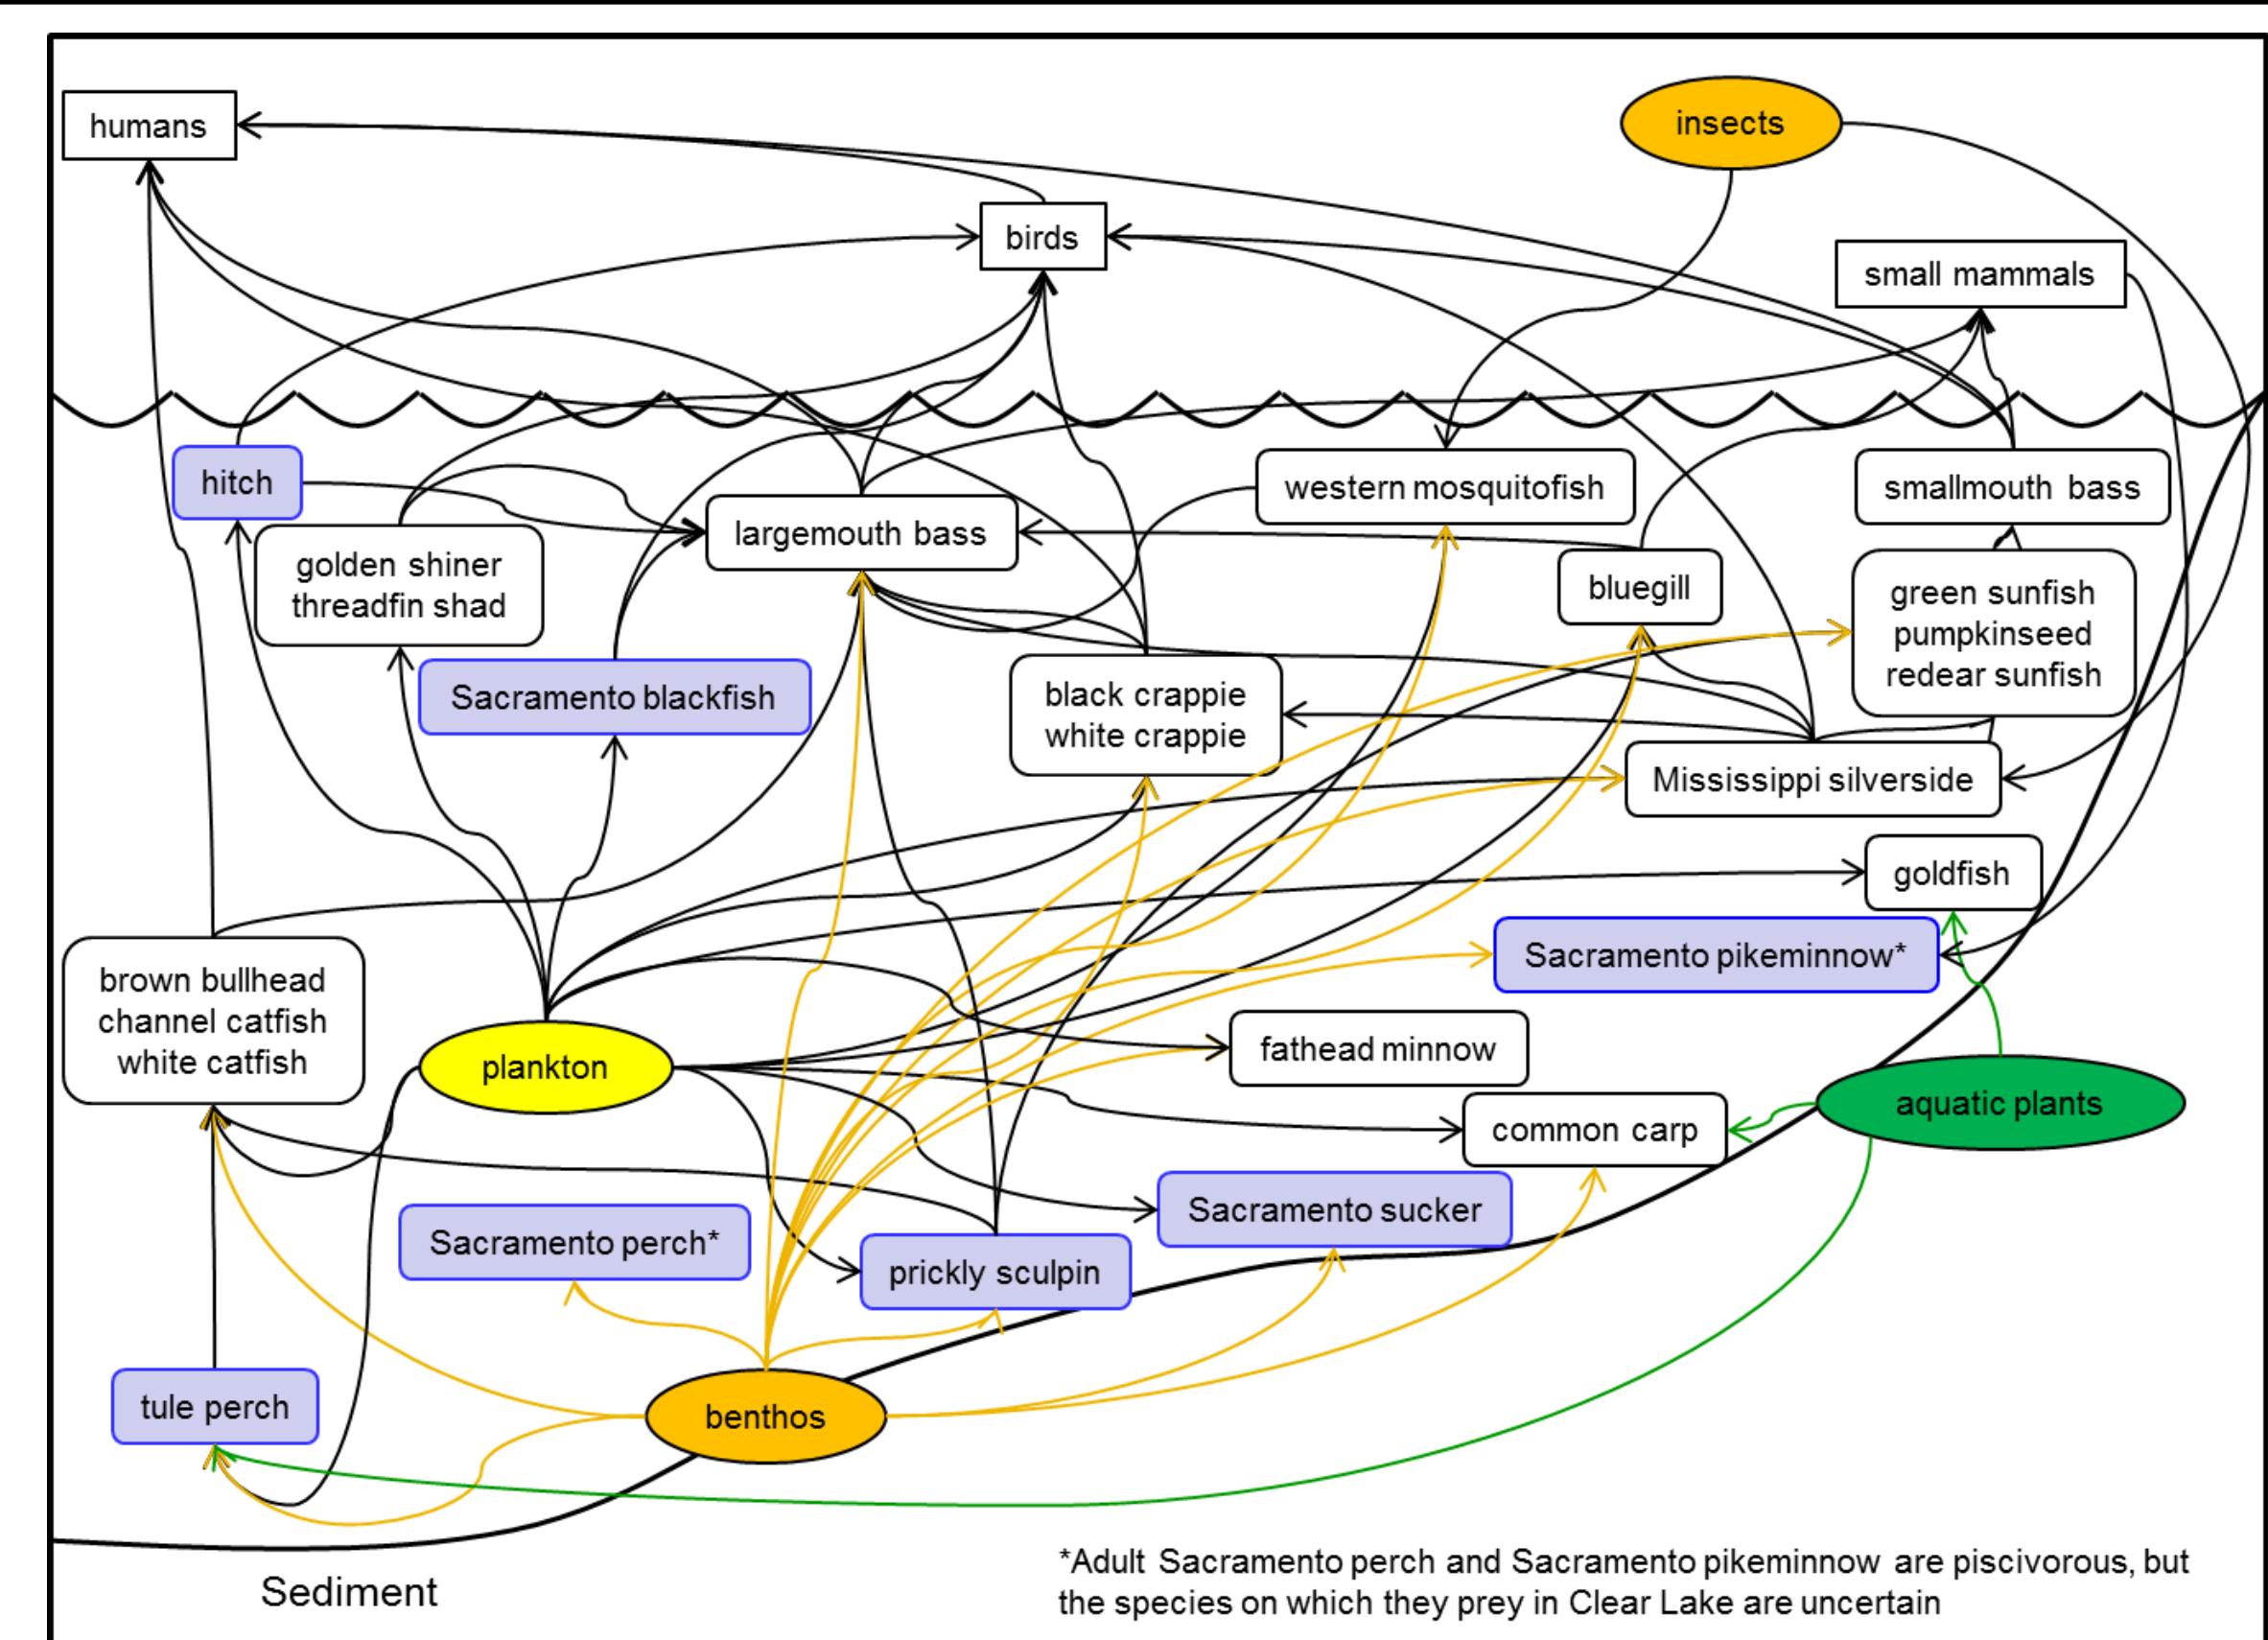 humans
insects
birds
small mammals
hitch
western mosquitofish
smallmouth bass
largemouth bass
golden shiner
threadfin shad
bluegill
green sunfish
pumpkinseed
redear sunfish
Sacramento blackfish
black crappie
white crappie
Mississippi silverside
goldfish
Sacramento pikeminnow*
brown bullhead
channel catfish
white catfish
plankton
fathead minnow
aquatic plants
common carp
Sacramento sucker
Sacramento perch*
prickly sculpin
tule perch
benthos
Sediment
*Adult Sacramento perch and Sacramento pikeminnow are piscivorous, but
the species on which they prey in Clear Lake are uncertain